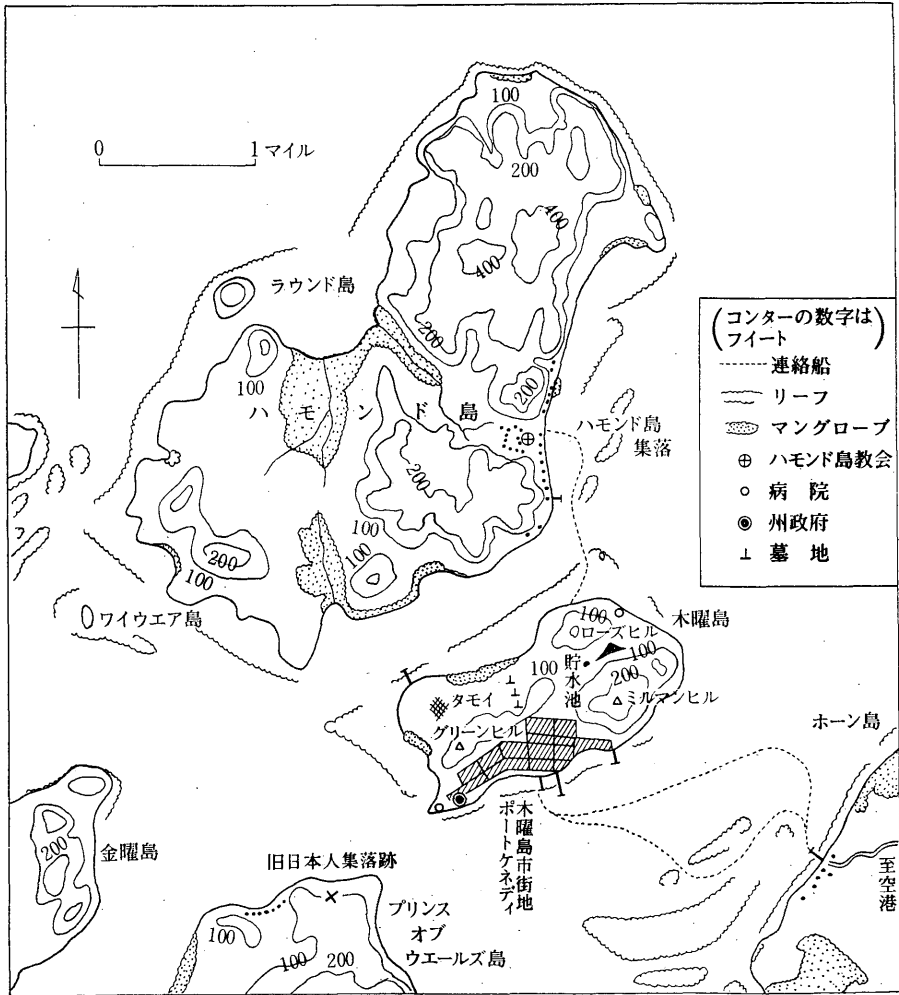 100
0 1マイル
200
400
400
ラウンド島
200
100
200
ハモンド島
ハモンド島
集落
200
100
100
200
100
ワイウエア島
(コンターの数字は
フイート)
連絡船
リーフ
マングローブ
ハモンド島教会
病院
州政府
墓地
木曜島
100
ローズヒル
100
100
貯水池
200
ミルマンヒル
タモイ
グリーンヒル
ホーン島
木曜島市街地
ポートケネディ
至空港
金曜島
200
旧日本人集落跡
プリンス
オブ
ウエールズ島
100
100
200